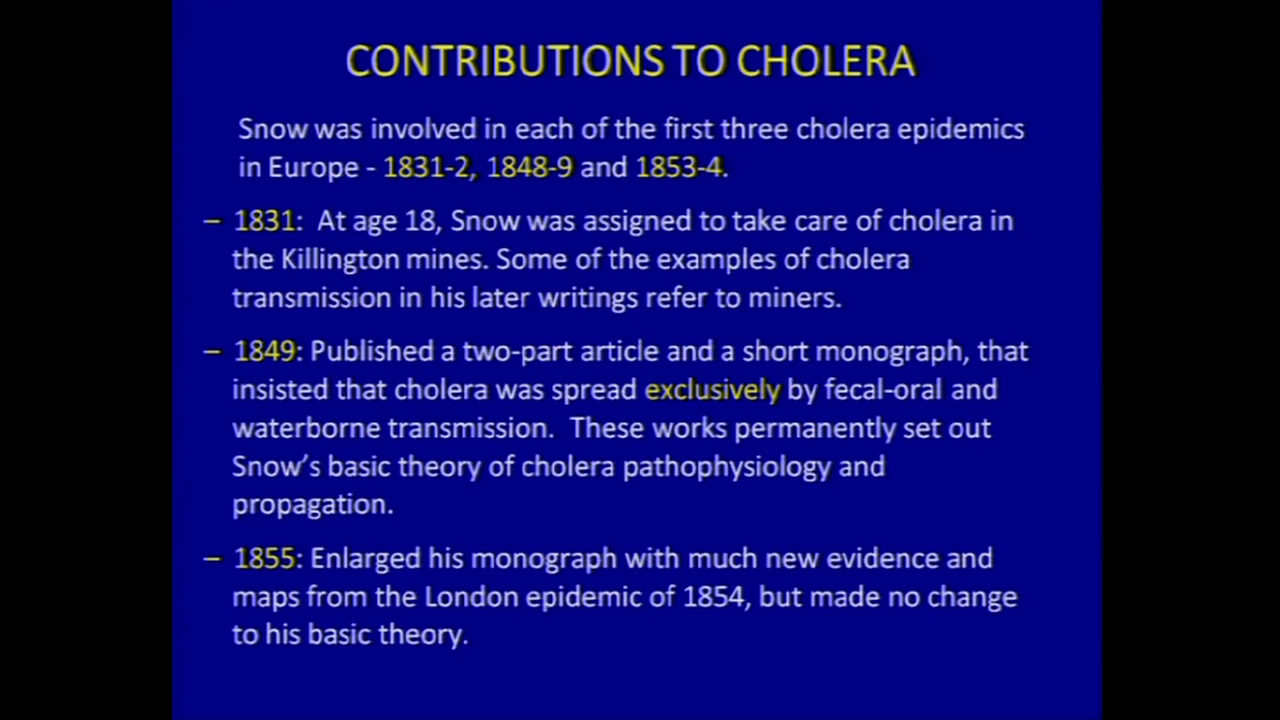 CONTRIBUTIONS TO CHOLERA
Snow was involved in each of the first three cholera epidemics
in Europe - 1831-2, 1848-9 and 1853-4.
– 1831:  At age 18, Snow was assigned to take care of cholera in
the Killington mines. Some of the examples of cholera
transmission in his later writings refer to miners.
– 1849: Published a two-part article and a short monograph, that
insisted that cholera was spread exclusively by fecal-oral and
waterborne transmission.  These works permanently set out
Snow's basic theory of cholera pathophysiology and
propagation.
– 1855: Enlarged his monograph with much new evidence and
maps from the London epidemic of 1854, but made no change
to his basic theory.